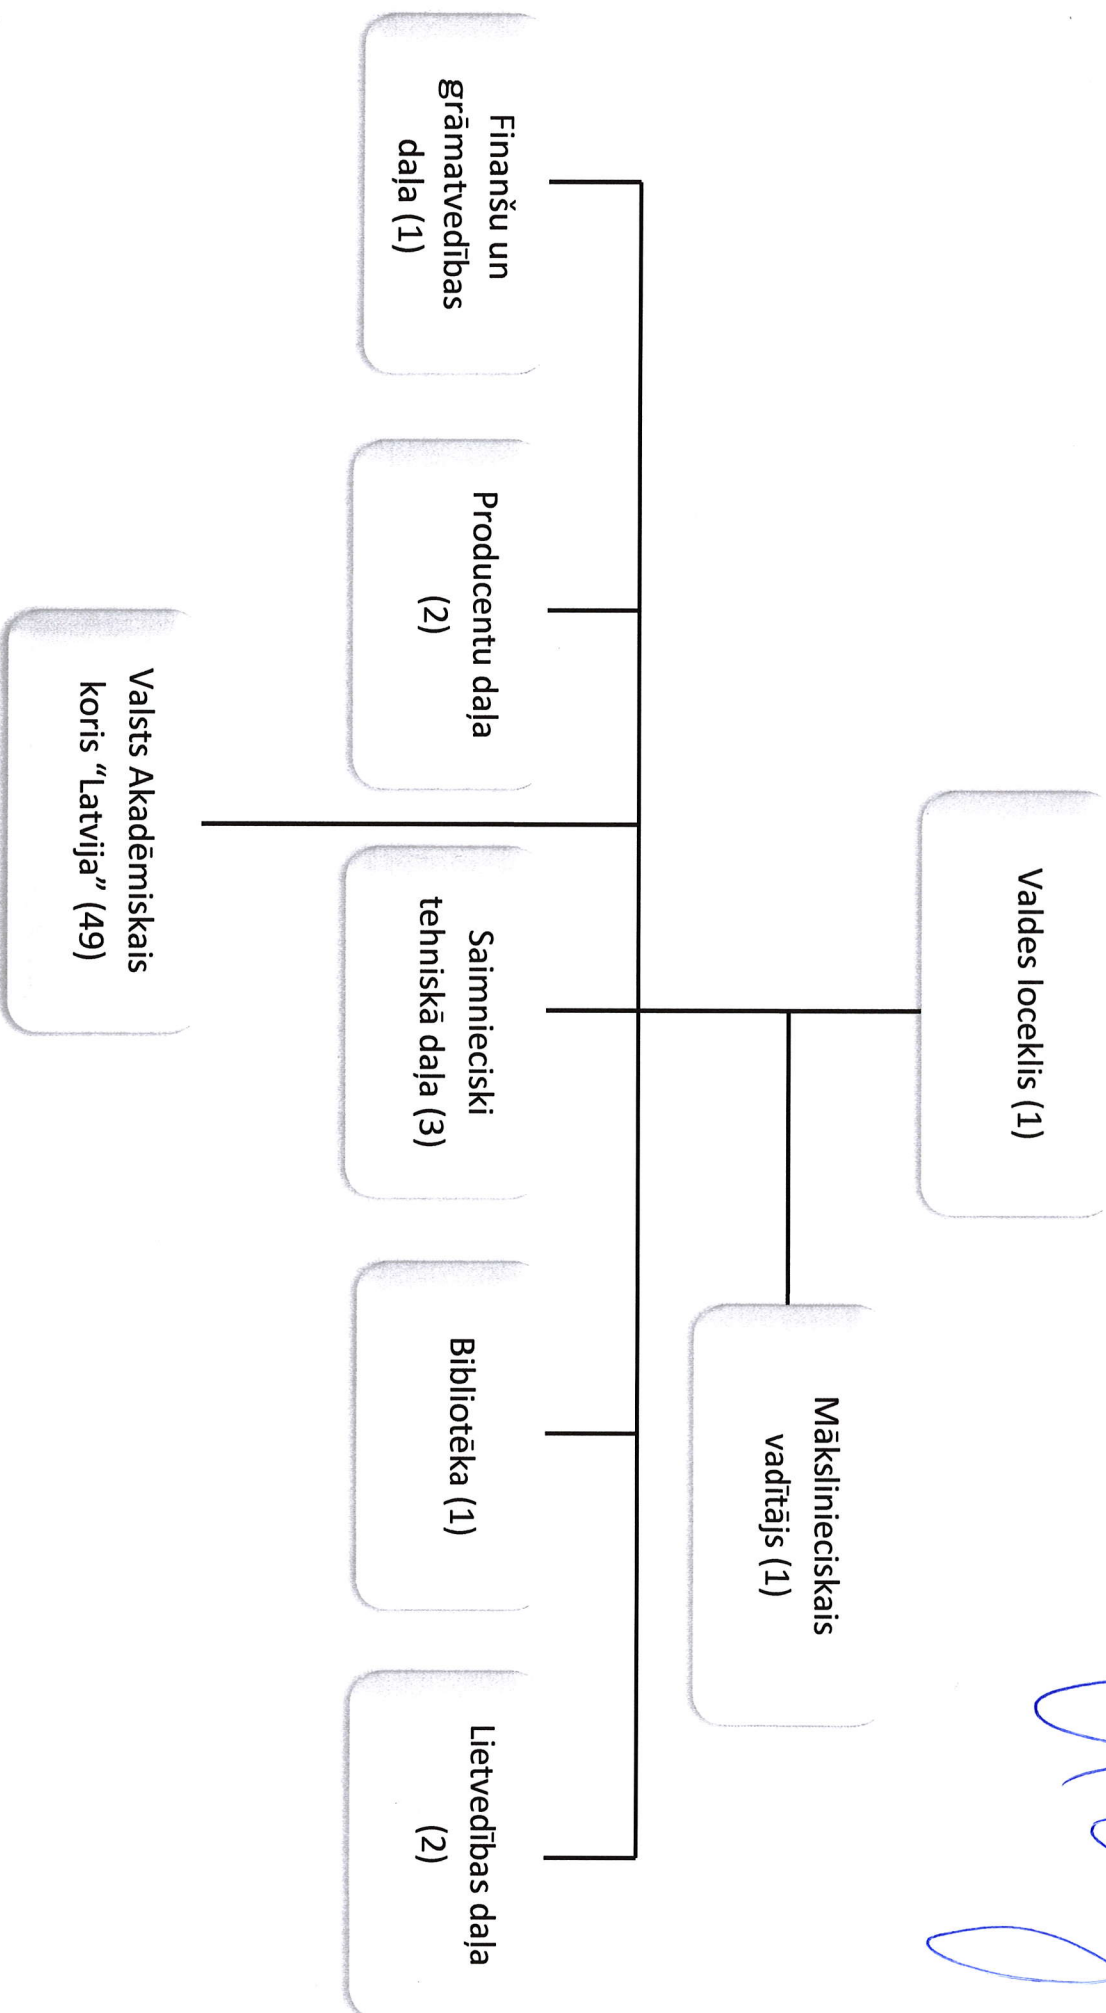 Valdes loceklis (1)
Mākslinieciskais
vadītājs (1)
Finanšu un
grāmatvedības
daļa (1)
Producentu daļa
(2)
Saimnieciski
tehniskā daļa (3)
Bibliotēka (1)
Lietvedības daļa
(2)
Valsts Akadēmiskais
koris “Latvija” (49)